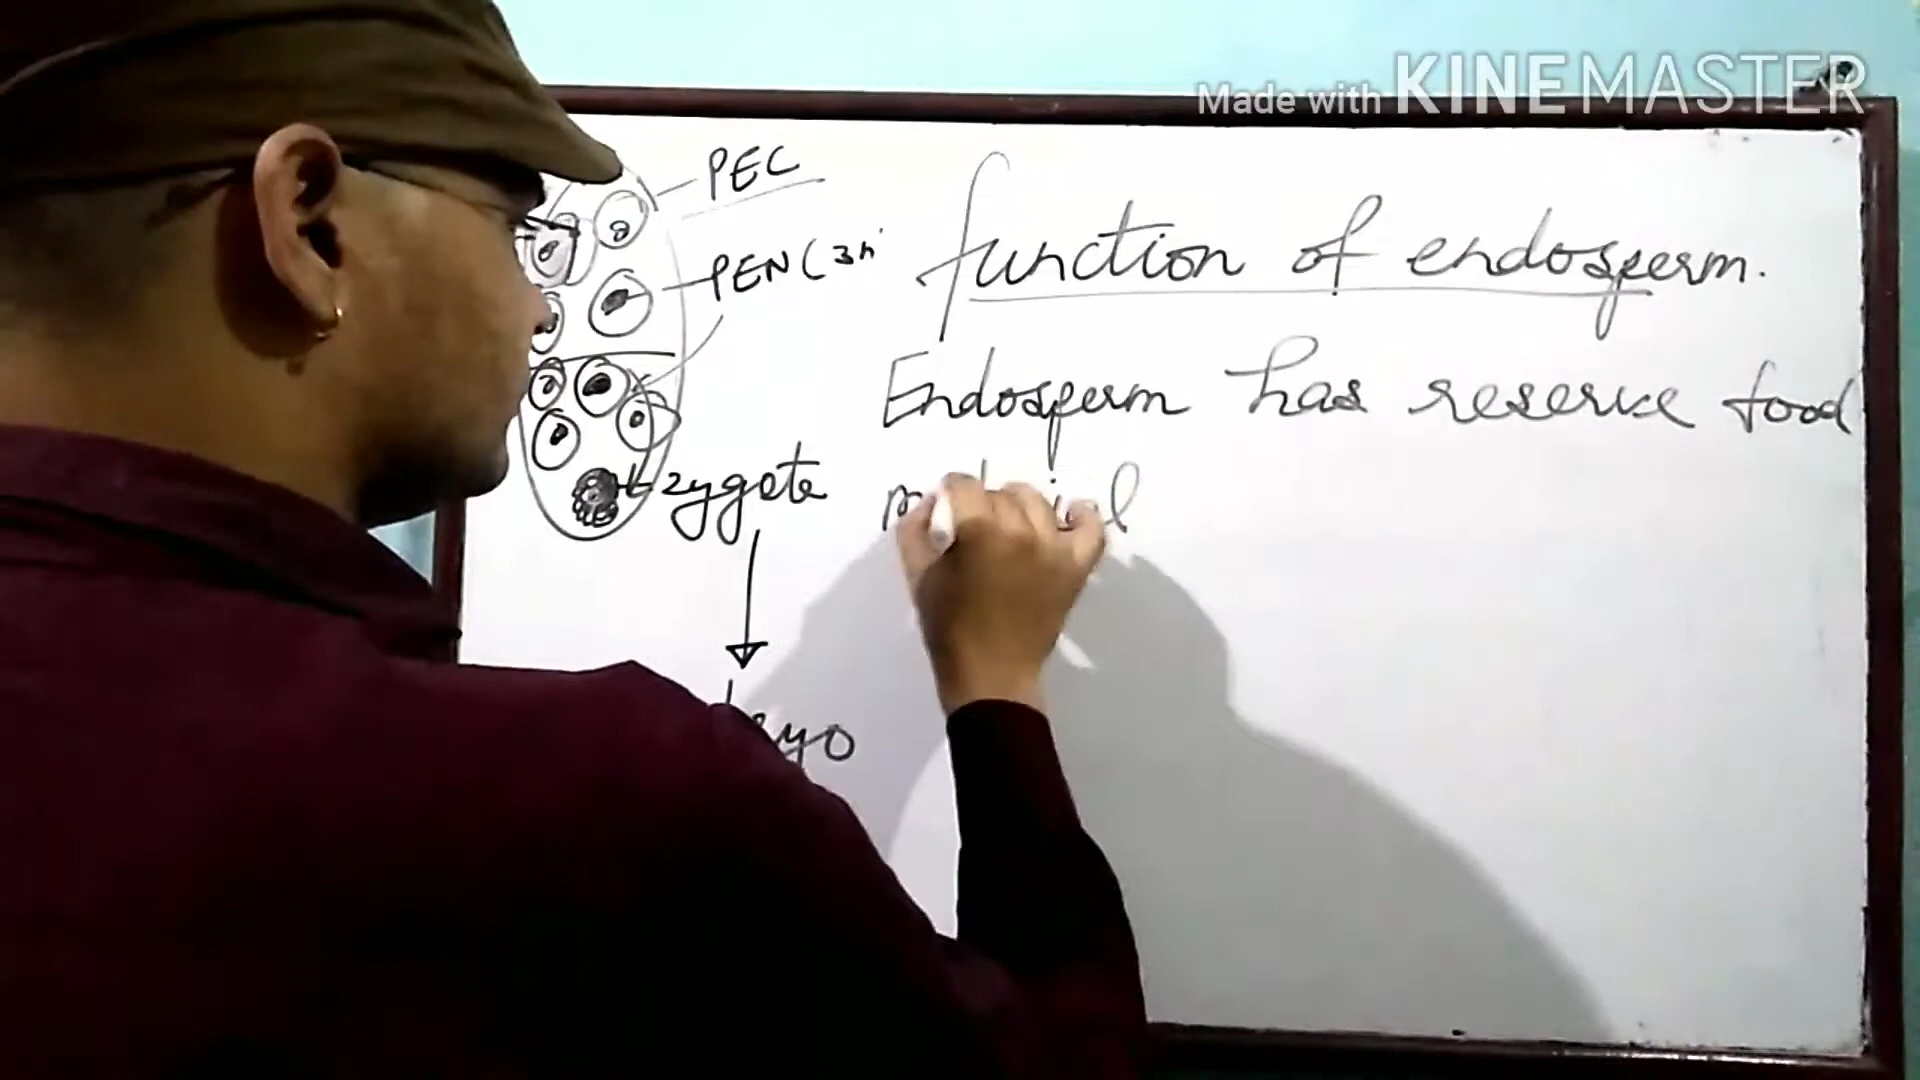 Made with KINEMASTER
PEC
PEN (3n
function of endosperm.
Endosperm has reserve food
zygote